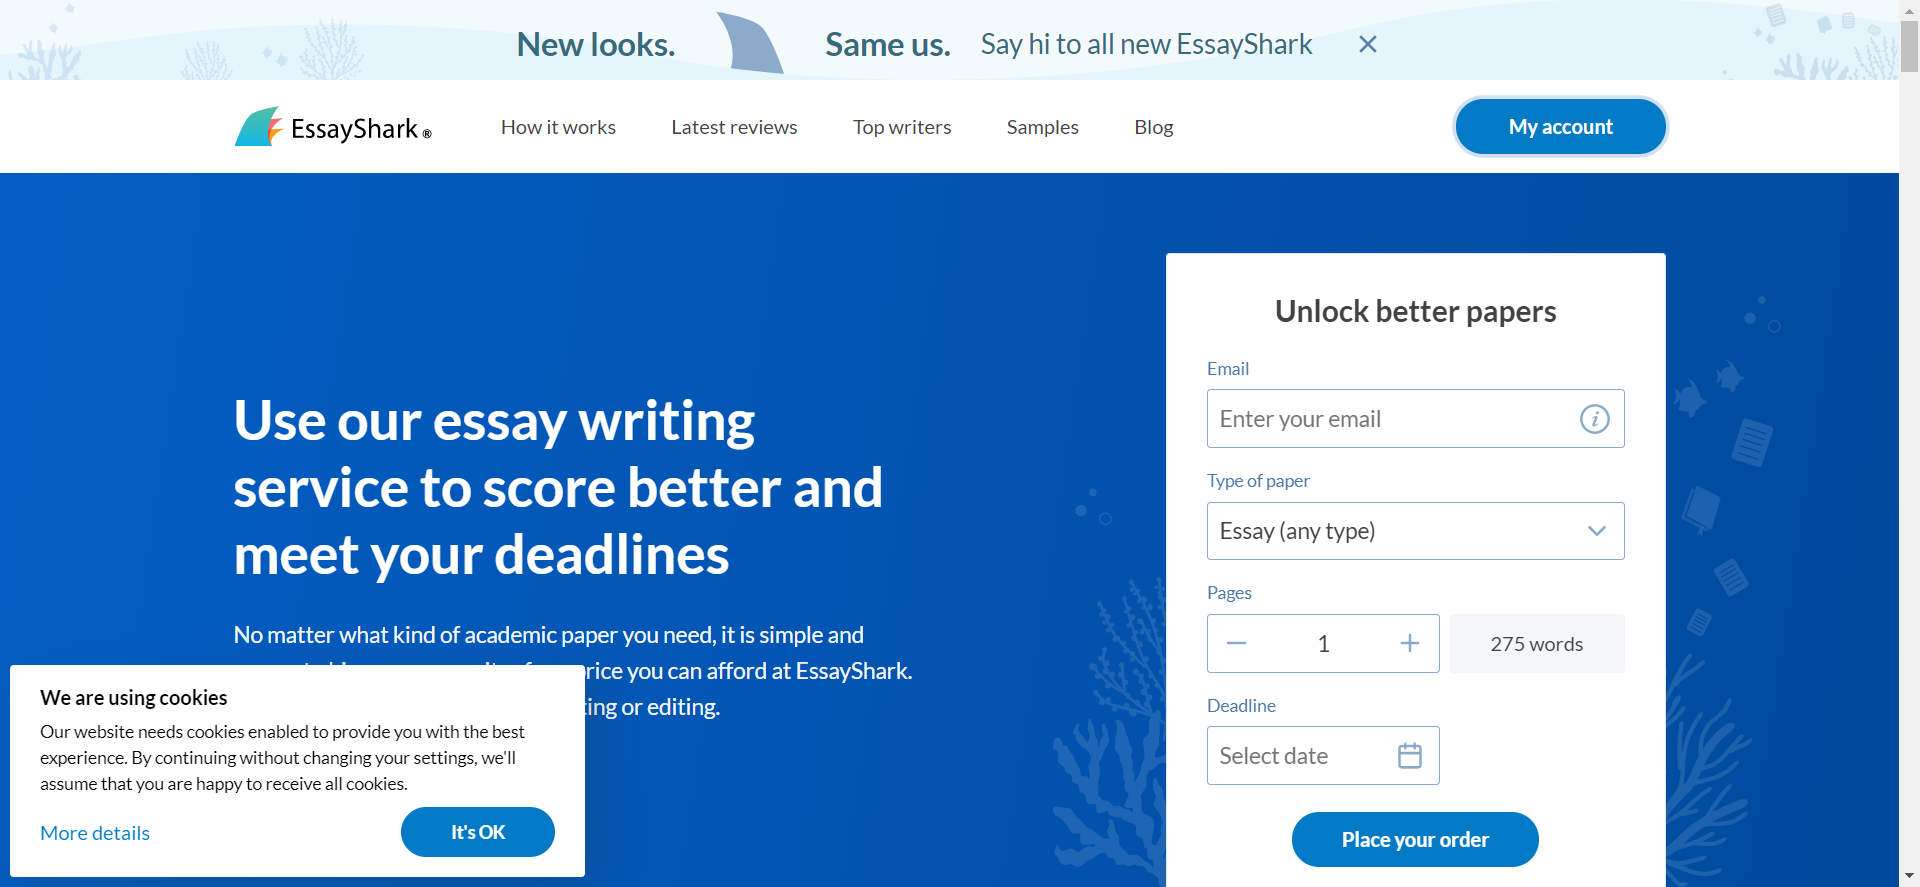 New looks.
Same us.
Say hi to all new EssayShark
EssayShark ®
How it works
Latest reviews
Top writers
Samples
Blog
My account
Use our essay writing
service to score better and
meet your deadlines
No matter what kind of academic paper you need, it is simple and
price you can afford at EssayShark.
or editing.
Unlock better papers
Email
Enter your email
Type of paper
Essay (any type)
Pages
1
275 words
Deadline
Select date
Place your order
We are using cookies
Our website needs cookies enabled to provide you with the best
experience. By continuing without changing your settings, we'll
assume that you are happy to receive all cookies.
More details
It's OK